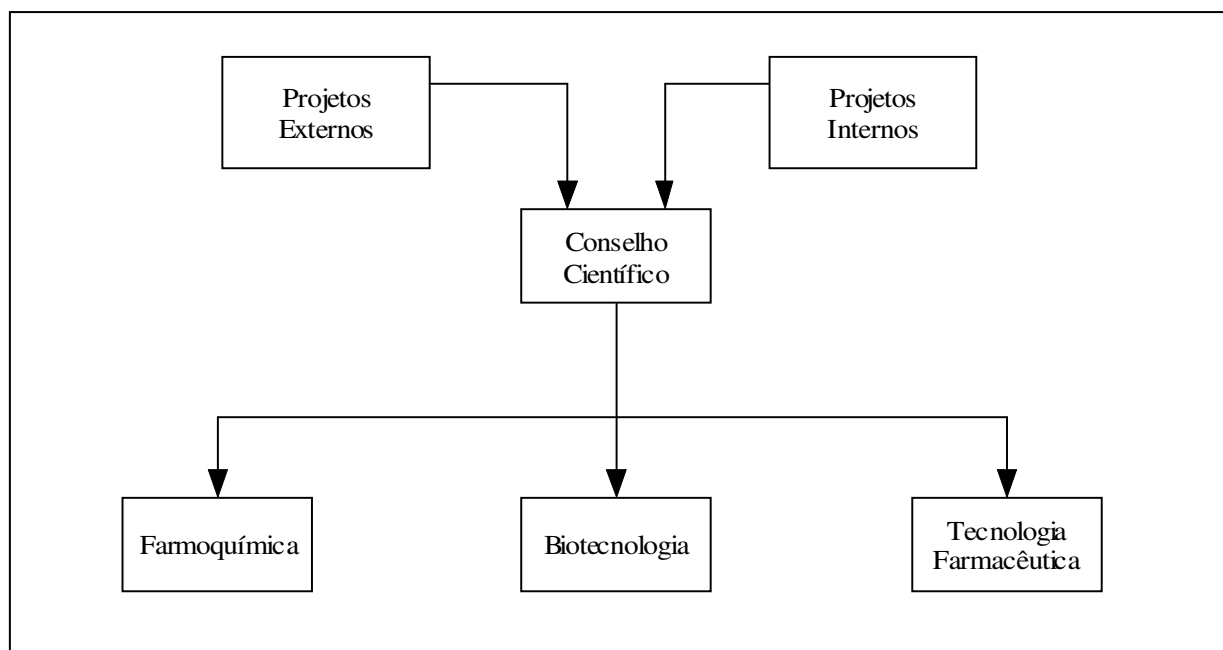 Projetos
Externos
Projetos
Internos
Conselho
Científico
Farmoquímica
Biotecnologia
Tecnologia
Farmacêutica